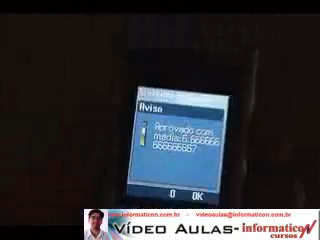 Aviso
Aprovado com
media:6.666666
666666667
OK
www.informaticon.com.br - videoaulas@informaticon.com.br
VÍDEO AULAS-informaticoN
cursos